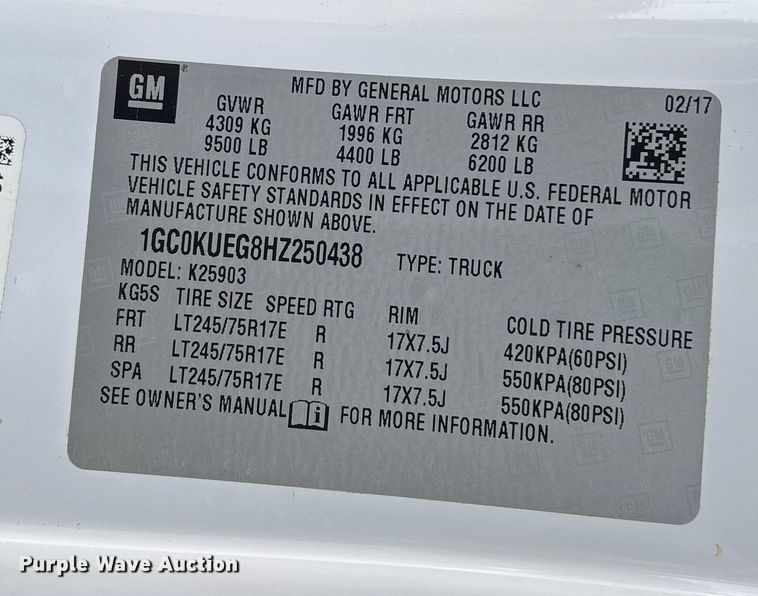 GM
MFD BY GENERAL MOTORS LLC
02/17
GVWR GAWR FRT GAWR RR
4309 KG 1996 KG 2812 KG
9500 LB 4400 LB 6200 LB
THIS VEHICLE CONFORMS TO ALL APPLICABLE U.S. FEDERAL MOTOR
VEHICLE SAFETY STANDARDS IN EFFECT ON THE DATE OF
MANUFACTURE SHOWN ABOVE.
1GC0KUEG8HZ250438 TYPE: TRUCK
MODEL: K25903
KG5S TIRE SIZE SPEED RTG RIM COLD TIRE PRESSURE
FRT LT245/75R17E R 17X7.5J 420KPA(60PSI)
RR LT245/75R17E R 17X7.5J 550KPA(80PSI)
SPA LT245/75R17E R 17X7.5J 550KPA(80PSI)
SEE OWNER'S MANUAL i FOR MORE INFORMATION.
Purple Wave Auction